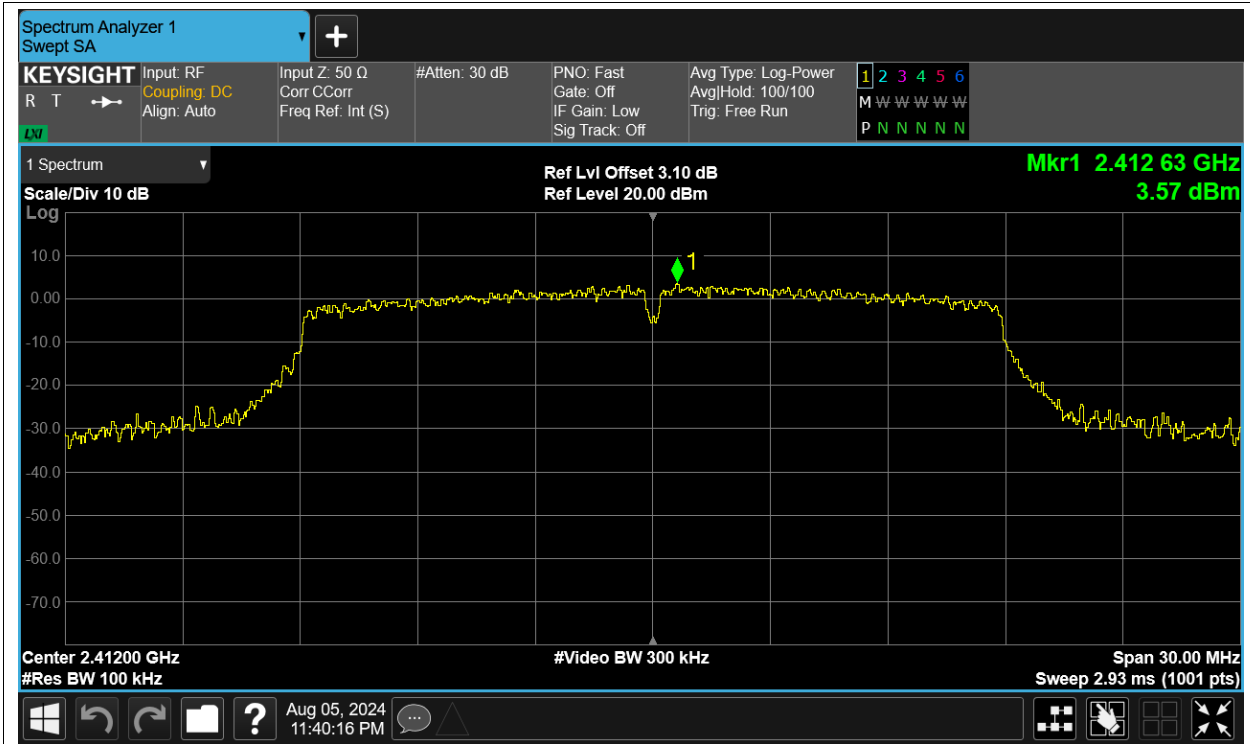 Spectrum Analyzer 1
Swept SA
KEYSIGHT
R T
LXI
Input: RF
Coupling: DC
Align: Auto
Input Z: 50 Ω
Corr CCorr
Freq Ref: Int (S)
#Atten: 30 dB
PNO: Fast
Gate: Off
IF Gain: Low
Sig Track: Off
Avg Type: Log-Power
Avg|Hold: 100/100
Trig: Free Run
1 2 3 4 5 6
M W W W W W
P N N N N N
1 Spectrum
Scale/Div 10 dB
Log
Ref Lvl Offset 3.10 dB
Ref Level 20.00 dBm
Mkr1 2.412 63 GHz
3.57 dBm
1
10.0
0.00
-10.0
-20.0
-30.0
-40.0
-50.0
-60.0
-70.0
Center 2.41200 GHz
#Res BW 100 kHz
#Video BW 300 kHz
Span 30.00 MHz
Sweep 2.93 ms (1001 pts)
?
Aug 05, 2024
11:40:16 PM